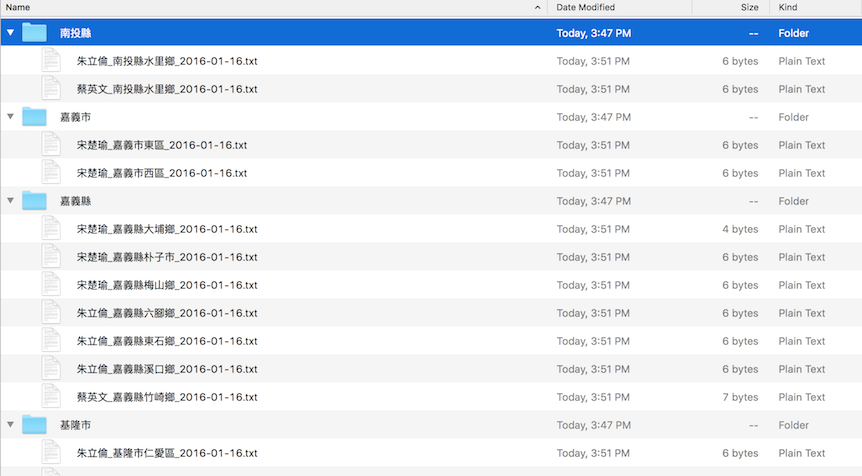 Name Date Modified Size Kind
南投縣 Today, 3:47 PM -- Folder
朱立倫_南投縣水里鄉_2016-01-16.txt Today, 3:51 PM 6 bytes Plain Text
蔡英文_南投縣水里鄉_2016-01-16.txt Today, 3:51 PM 6 bytes Plain Text
嘉義市 Today, 3:47 PM -- Folder
宋楚瑜_嘉義市東區_2016-01-16.txt Today, 3:51 PM 6 bytes Plain Text
宋楚瑜_嘉義市西區_2016-01-16.txt Today, 3:51 PM 6 bytes Plain Text
嘉義縣 Today, 3:47 PM -- Folder
宋楚瑜_嘉義縣大埔鄉_2016-01-16.txt Today, 3:51 PM 4 bytes Plain Text
宋楚瑜_嘉義縣朴子市_2016-01-16.txt Today, 3:51 PM 6 bytes Plain Text
宋楚瑜_嘉義縣梅山鄉_2016-01-16.txt Today, 3:51 PM 6 bytes Plain Text
朱立倫_嘉義縣六腳鄉_2016-01-16.txt Today, 3:51 PM 6 bytes Plain Text
朱立倫_嘉義縣東石鄉_2016-01-16.txt Today, 3:51 PM 6 bytes Plain Text
朱立倫_嘉義縣溪口鄉_2016-01-16.txt Today, 3:51 PM 6 bytes Plain Text
蔡英文_嘉義縣竹崎鄉_2016-01-16.txt Today, 3:51 PM 7 bytes Plain Text
基隆市 Today, 3:47 PM -- Folder
朱立倫_基隆市仁愛區_2016-01-16.txt Today, 3:51 PM 6 bytes Plain Text